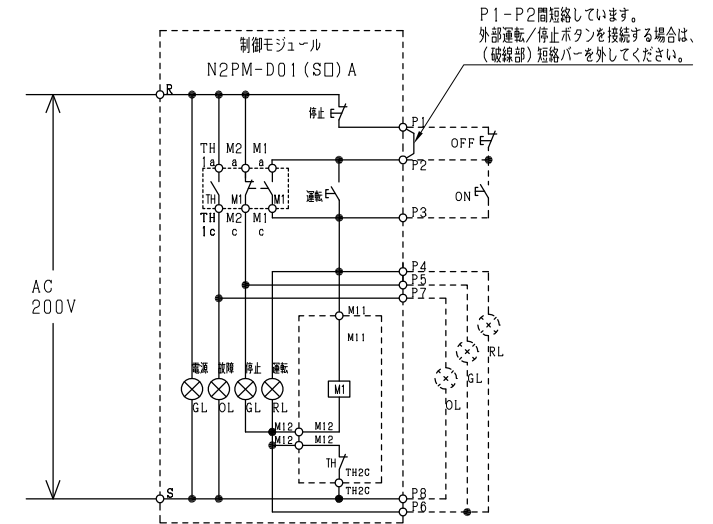 P1-P2間短絡しています。
外部運転/停止ボタンを接続する場合は、
(破線部)短絡バーを外してください。
制御モジュール
N2PM-D01(S□)A
R
停止
P1
OFF
TH M2 M1
1a a a
P2
TH M1 M1
運転
ON
TH M2 M1
1c c c
P3
P4
P5
P7
AC
200V
M11
M11
RL
GL
OL
電源 故障 停止 運転
M1
GL OL GL RL
M12 M12
M12 M12
TH
TH2C
TH2C
S
P8
P6